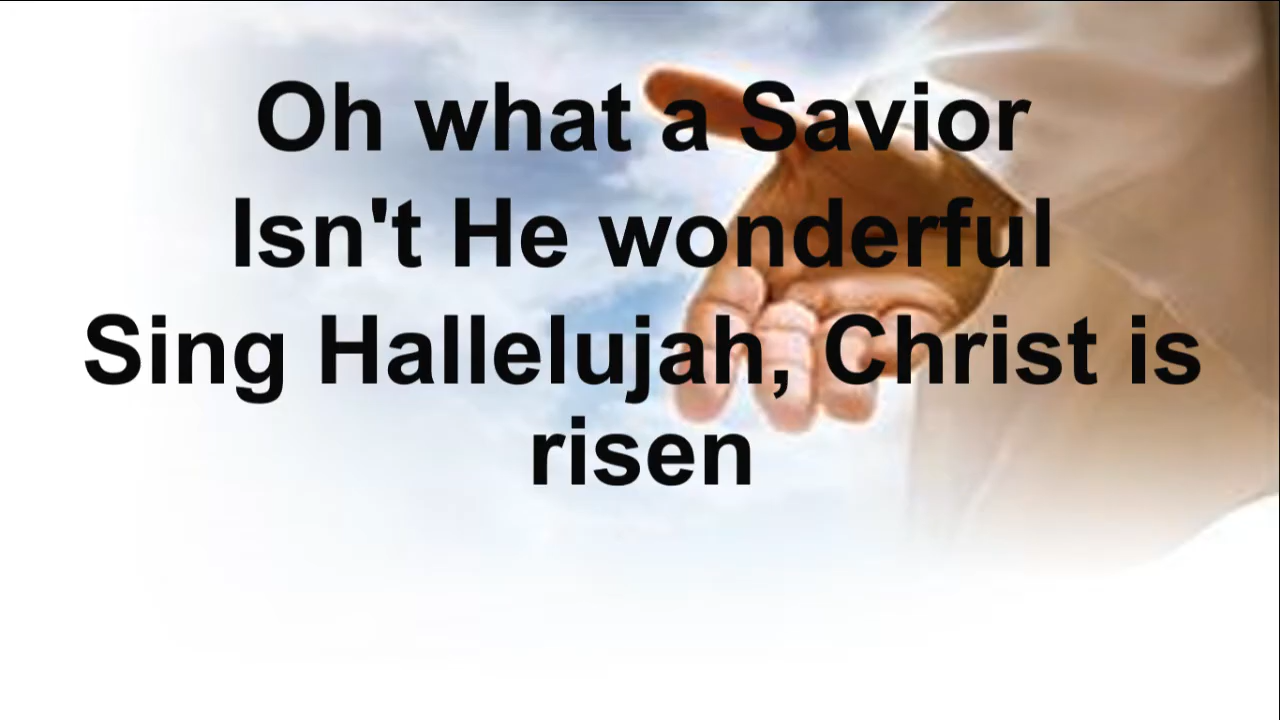 Oh what a Savior
Isn't He wonderful
Sing Hallelujah, Christ is
risen